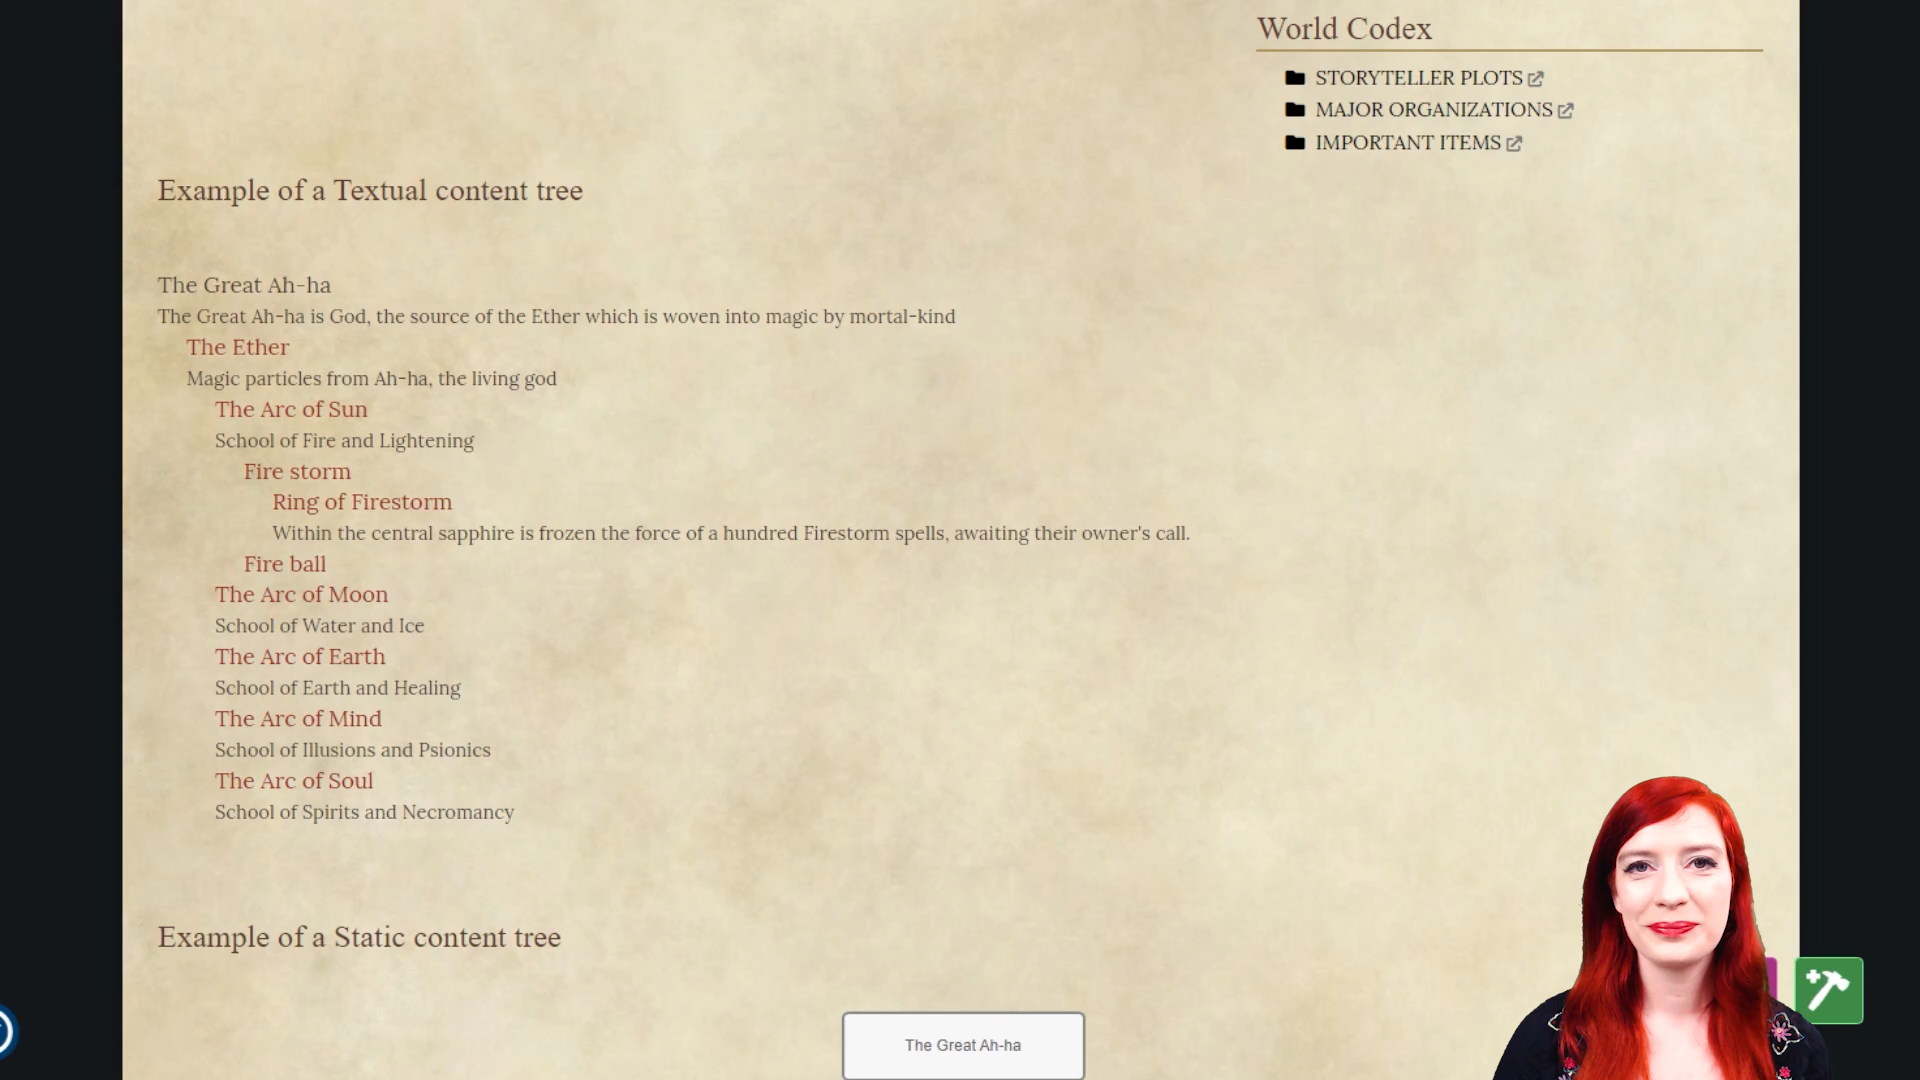 World Codex
STORYTELLER PLOTS
MAJOR ORGANIZATIONS
IMPORTANT ITEMS
Example of a Textual content tree
The Great Ah-ha
The Great Ah-ha is God, the source of the Ether which is woven into magic by mortal-kind
The Ether
Magic particles from Ah-ha, the living god
The Arc of Sun
School of Fire and Lightening
Fire storm
Ring of Firestorm
Within the central sapphire is frozen the force of a hundred Firestorm spells, awaiting their owner's call.
Fire ball
The Arc of Moon
School of Water and Ice
The Arc of Earth
School of Earth and Healing
The Arc of Mind
School of Illusions and Psionics
The Arc of Soul
School of Spirits and Necromancy
Example of a Static content tree
The Great Ah-ha